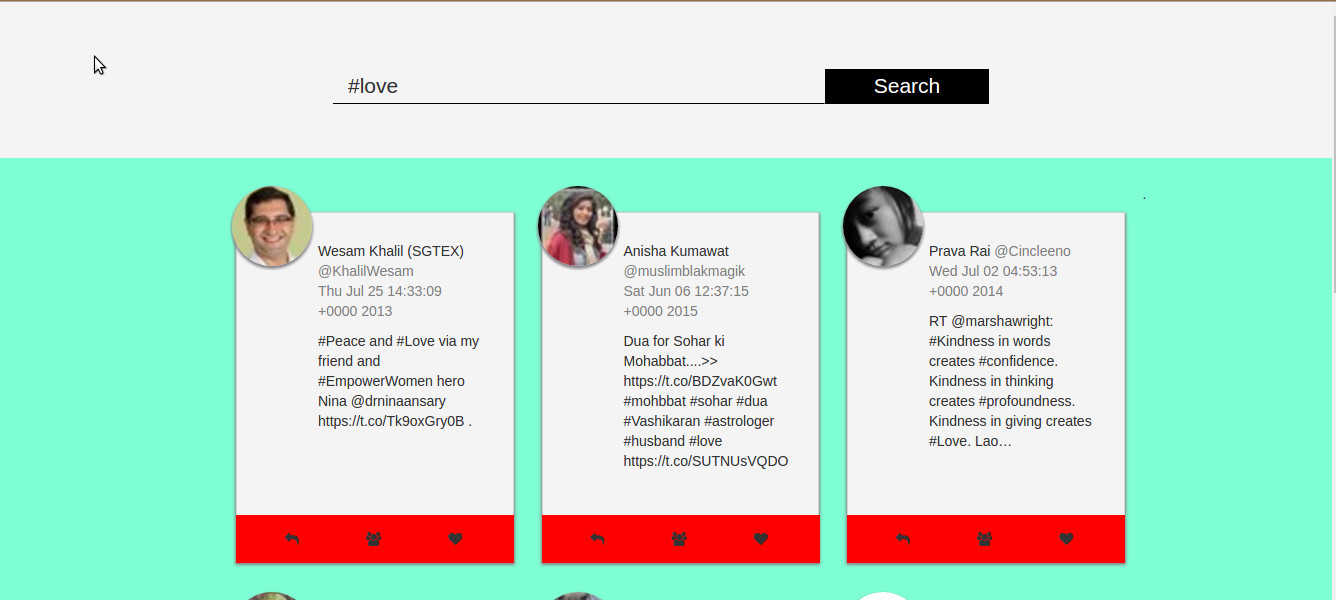 #love
Search
Wesam Khalil (SGTEX)
@KhalilWesam
Thu Jul 25 14:33:09
+0000 2013
#Peace and #Love via my
friend and
#EmpowerWomen hero
Nina @drninaansary
https://t.co/Tk9oxGry0B .
Anisha Kumawat
@muslimblakmagik
Sat Jun 06 12:37:15
+0000 2015
Dua for Sohar ki
Mohabbat....>>
https://t.co/BDZvaK0Gwt
#mohbbat #sohar #dua
#Vashikaran #astrologer
#husband #love
https://t.co/SUTNUsVQDO
Prava Rai @Cincleeno
Wed Jul 02 04:53:13
+0000 2014
RT @marshawright:
#Kindness in words
creates #confidence.
Kindness in thinking
creates #profoundness.
Kindness in giving creates
#Love. Lao…